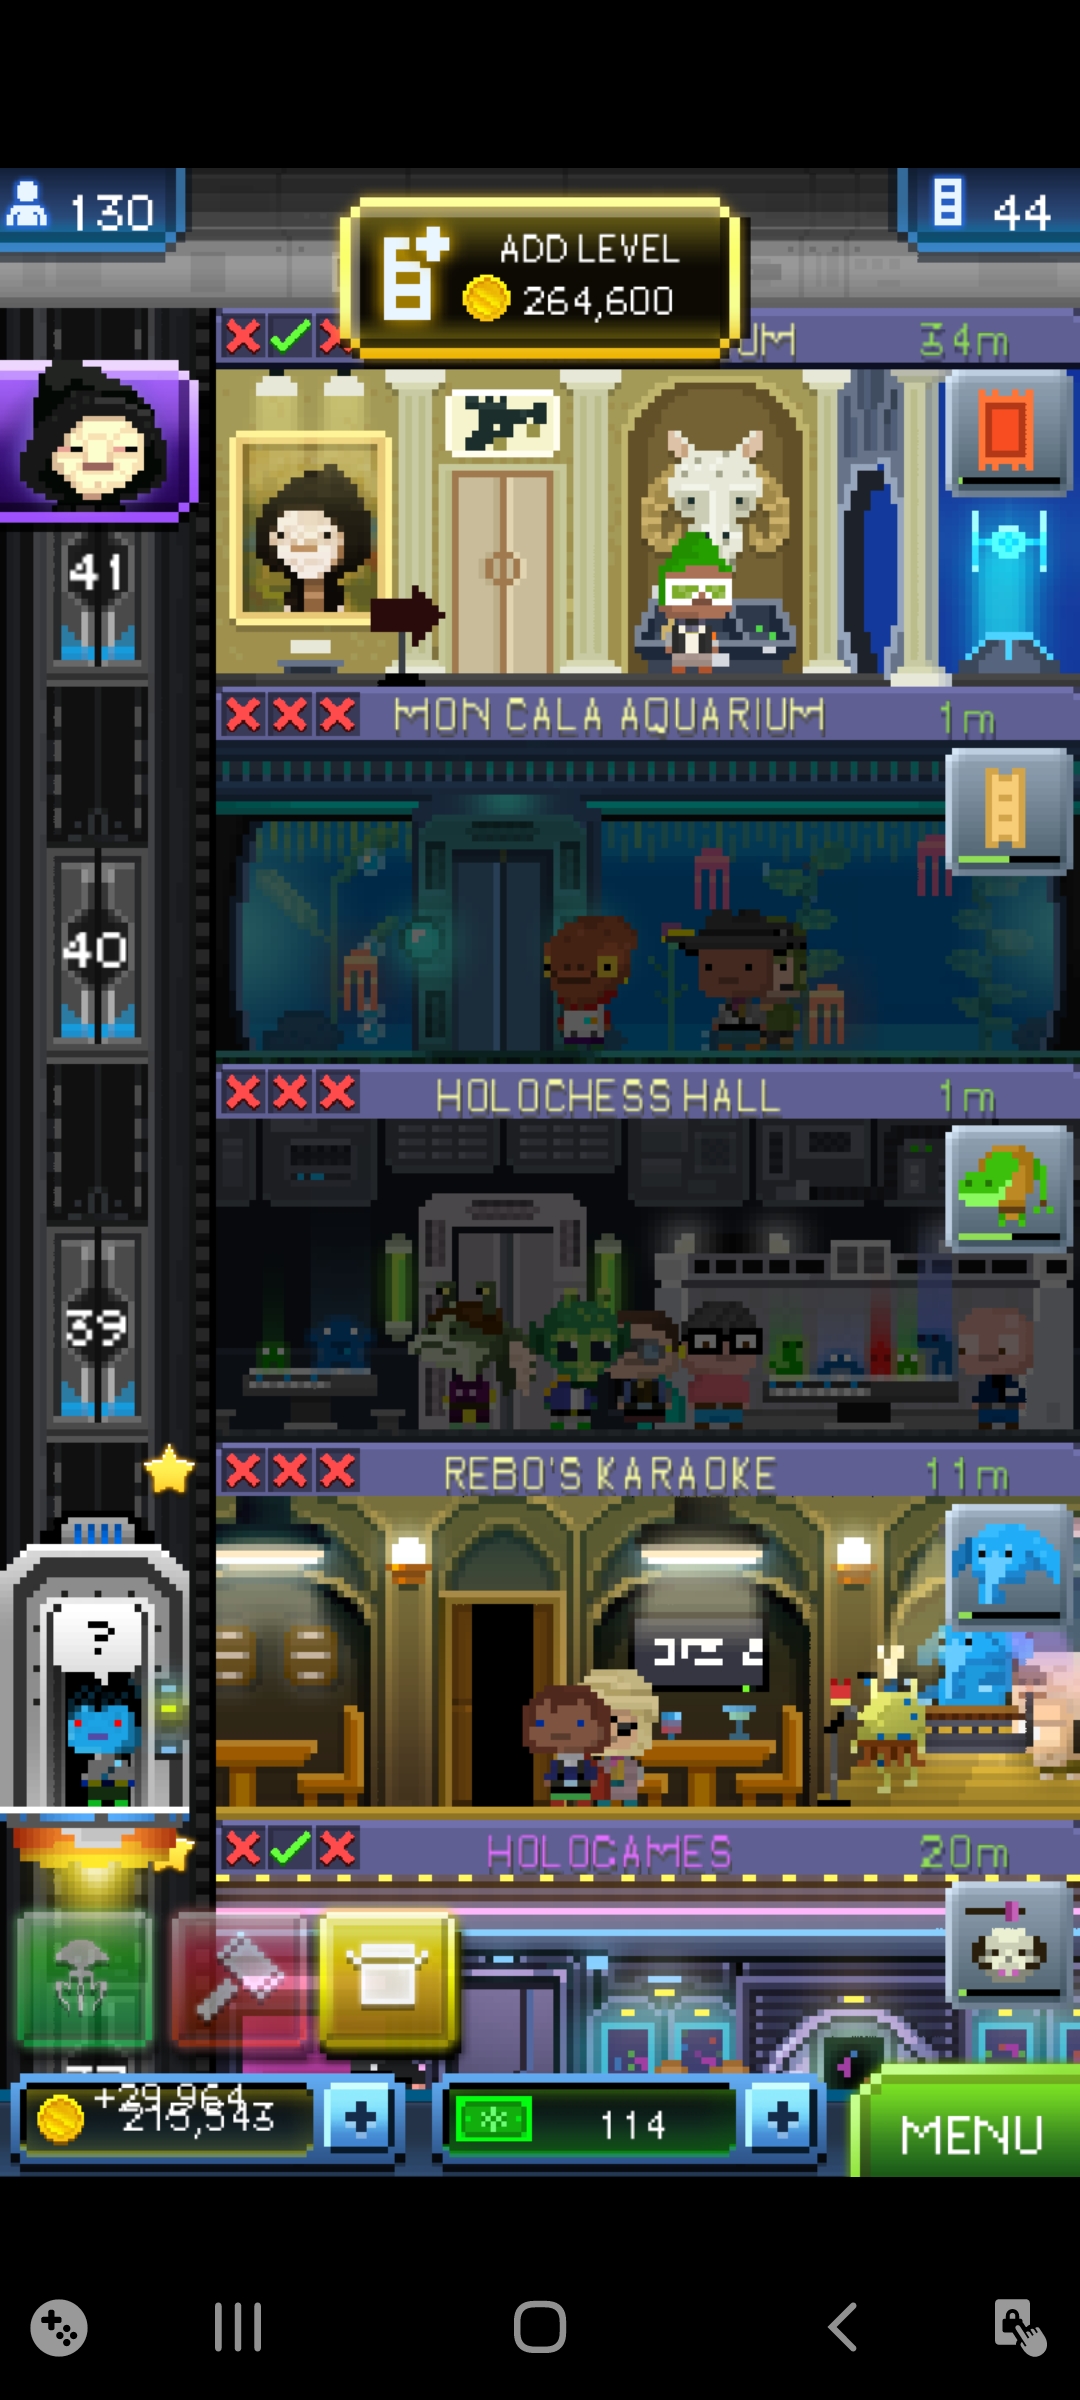 130
44
ADD LEVEL
264,600
UM 34m
41
MON CALA AQUARIUM 1m
40
HOLOCHESS HALL 1m
39
REBO'S KARAOKE 11m
?
HOLOGAMES 20m
+29,964
215,543
114
MENU